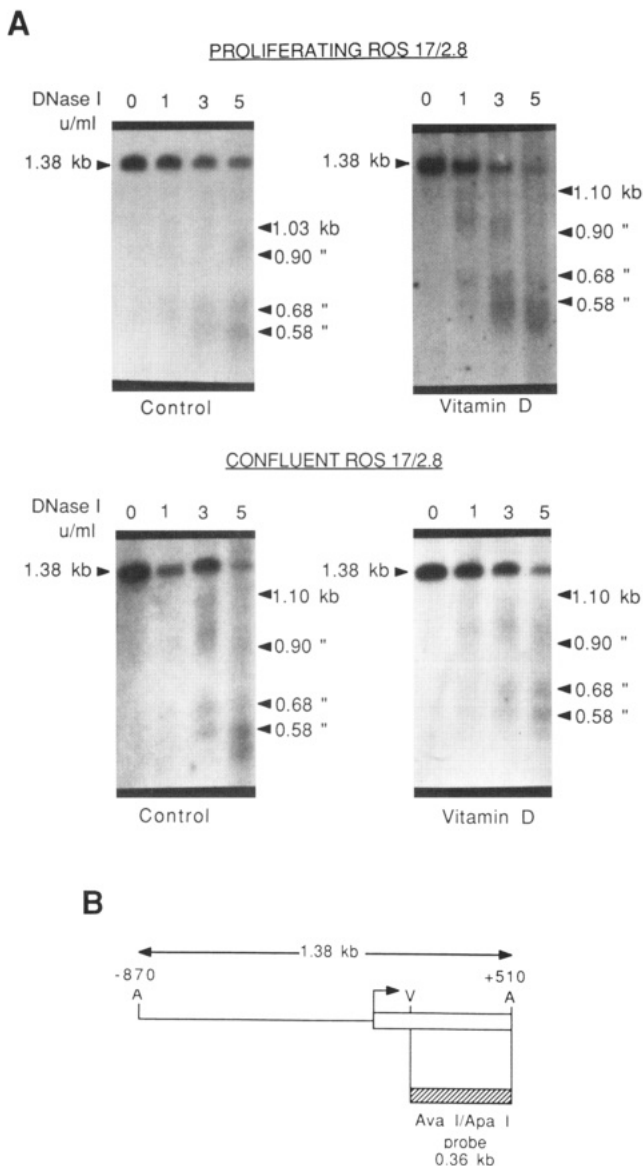 A
PROLIFERATING ROS 17/2.8
DNase I 0 1 3 5 0 1 3 5
u/ml
1.38 kb 1.38 kb
1.10 kb
1.03 kb
0.90 "
0.90 "
0.68 "
0.68 "
0.58 "
0.58 "
Control Vitamin D
CONFLUENT ROS 17/2.8
DNase I 0 1 3 5 0 1 3 5
u/ml
1.38 kb 1.38 kb
1.10 kb 1.10 kb
0.90 " 0.90 "
0.68 " 0.68 "
0.58 " 0.58 "
Control Vitamin D
B
1.38 kb
-870 +510
A V A
Ava I/Apa I
probe
0.36 kb